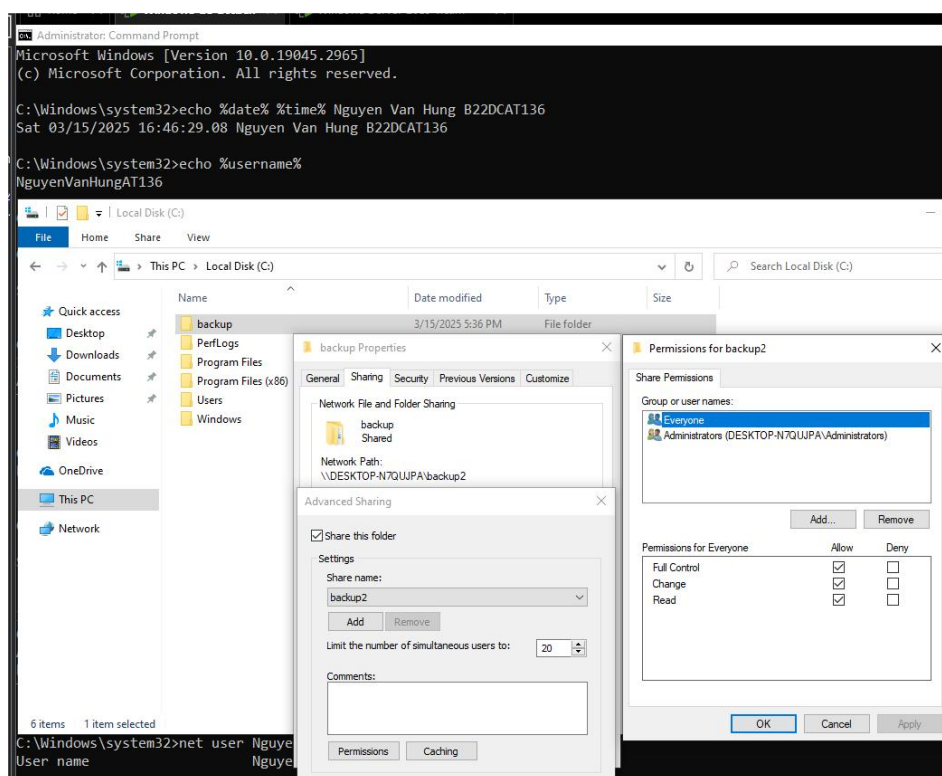 Administrator: Command Prompt
Microsoft Windows [Version 10.0.19045.2965]
(c) Microsoft Corporation. All rights reserved.
C:\Windows\system32>echo %date% %time% Nguyen Van Hung B22DCAT136
Sat 03/15/2025 16:46:29.08 Nguyen Van Hung B22DCAT136
C:\Windows\system32>echo %username%
NguyenVanHungAT136
Local Disk (C:)
File Home Share View
This PC > Local Disk (C:)
Search Local Disk (C:)
Name Date modified Type Size
Quick access
Desktop
Downloads
Documents
Pictures
Music
Videos
OneDrive
This PC
Network
backup 3/15/2025 5:36 PM File folder
PerfLogs
Program Files
Program Files (x86)
Users
Windows
6 items 1 item selected
backup Properties
General Sharing Security Previous Versions Customize
Network File and Folder Sharing
backup
Shared
Network Path:
\\DESKTOP-N7QUJPA\backup2
Advanced Sharing
Share this folder
Settings
Share name:
backup2
Add Remove
Limit the number of simultaneous users to: 20
Comments:
Permissions Caching
Permissions for backup2
Share Permissions
Group or user names:
Everyone
Administrators (DESKTOP-N7QUJPA\Administrators)
Add... Remove
Permissions for Everyone Allow Deny
Full Control
Change
Read
OK Cancel Apply
C:\Windows\system32>net user Nguye
User name Nguye